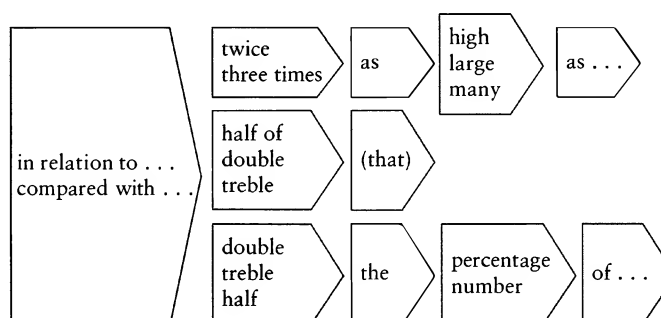 in relation to . . .
compared with . . .
twice
three times
as
high
large
many
as . . .
half of
double
treble
(that)
double
treble
half
the
percentage
number
of . . .